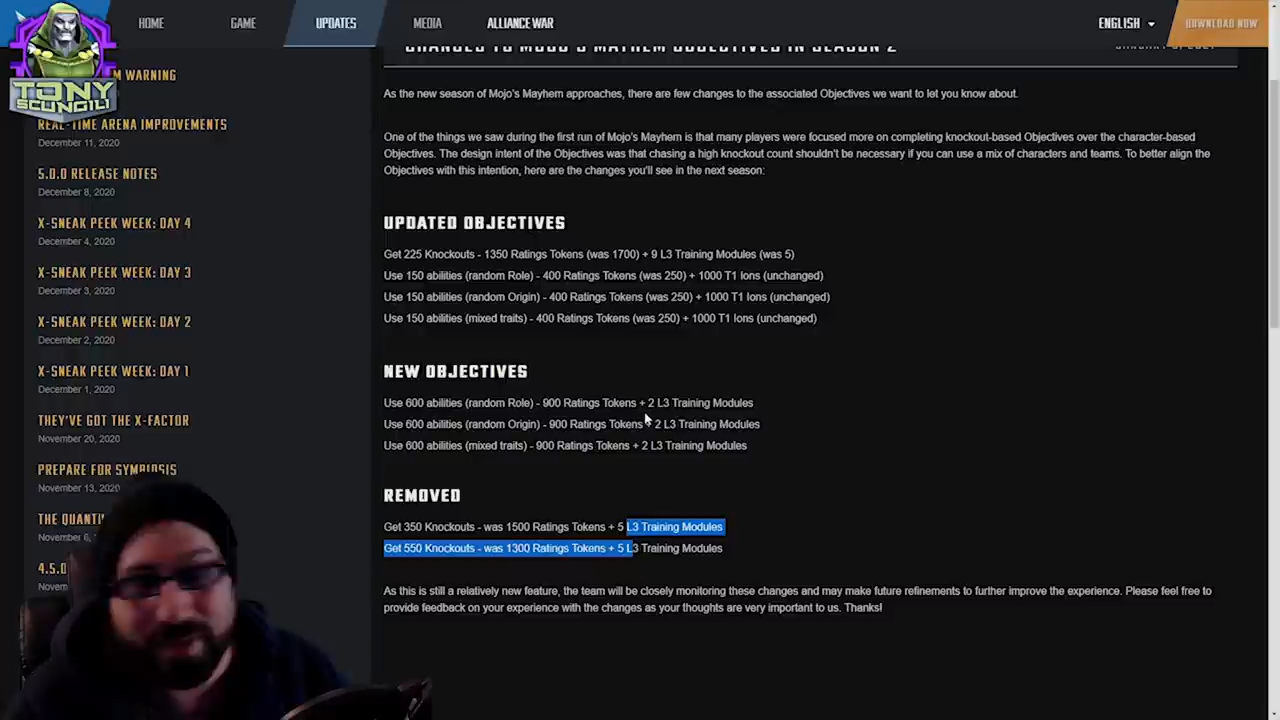 HOME
GAME
UPDATES
MEDIA
ALLIANCE WAR
ENGLISH
DOWNLOAD NOW
TONY
SCUNGILI
WARNING
REAL-TIME ARENA IMPROVEMENTS
December 11, 2020
5.0.0 RELEASE NOTES
December 8, 2020
X-SNEAK PEEK WEEK: DAY 4
December 4, 2020
X-SNEAK PEEK WEEK: DAY 3
December 3, 2020
X-SNEAK PEEK WEEK: DAY 2
December 2, 2020
X-SNEAK PEEK WEEK: DAY 1
December 1, 2020
THEY'VE GOT THE X-FACTOR
November 20, 2020
PREPARE FOR SYMBIOSIS
November 13, 2020
THE
4.5.0
CHANGES TO MOJO'S MAYHEM OBJECTIVES IN SEASON 2
As the new season of Mojo's Mayhem approaches, there are few changes to the associated Objectives we want to let you know about.
One of the things we saw during the first run of Mojo's Mayhem is that many players were focused more on completing knockout-based Objectives over the character-based
Objectives. The design intent of the Objectives was that chasing a high knockout count shouldn't be necessary if you can use a mix of characters and teams. To better align the
Objectives with this intention, here are the changes you'll see in the next season:
UPDATED OBJECTIVES
Get 225 Knockouts - 1350 Ratings Tokens (was 1700) + 9 L3 Training Modules (was 5)
Use 150 abilities (random Role) - 400 Ratings Tokens (was 250) + 1000 T1 Ions (unchanged)
Use 150 abilities (random Origin) - 400 Ratings Tokens (was 250) + 1000 T1 Ions (unchanged)
Use 150 abilities (mixed traits) - 400 Ratings Tokens (was 250) + 1000 T1 Ions (unchanged)
NEW OBJECTIVES
Use 600 abilities (random Role) - 900 Ratings Tokens + 2 L3 Training Modules
Use 600 abilities (random Origin) - 900 Ratings Tokens + 2 L3 Training Modules
Use 600 abilities (mixed traits) - 900 Ratings Tokens + 2 L3 Training Modules
REMOVED
Get 350 Knockouts - was 1500 Ratings Tokens + 5 L3 Training Modules
Get 550 Knockouts - was 1300 Ratings Tokens + 5 L3 Training Modules
As this is still a relatively new feature, the team will be closely monitoring these changes and may make future refinements to further improve the experience. Please feel free to
provide feedback on your experience with the changes as your thoughts are very important to us. Thanks!